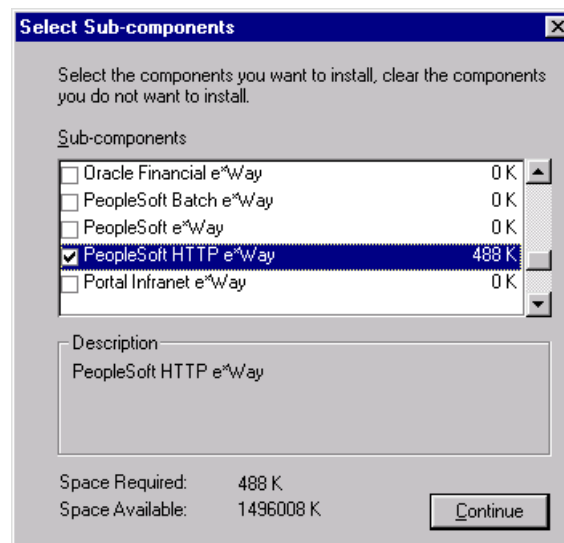 Select Sub-components
Select the components you want to install, clear the components
you do not want to install.
Sub-components
Oracle Financial e*Way 0 K
PeopleSoft Batch e*Way 0 K
PeopleSoft e*Way 0 K
PeopleSoft HTTP e*Way 488 K
Portal Infranet e*Way 0 K
Description
PeopleSoft HTTP e*Way
Space Required: 488 K
Space Available: 1496008 K
Continue